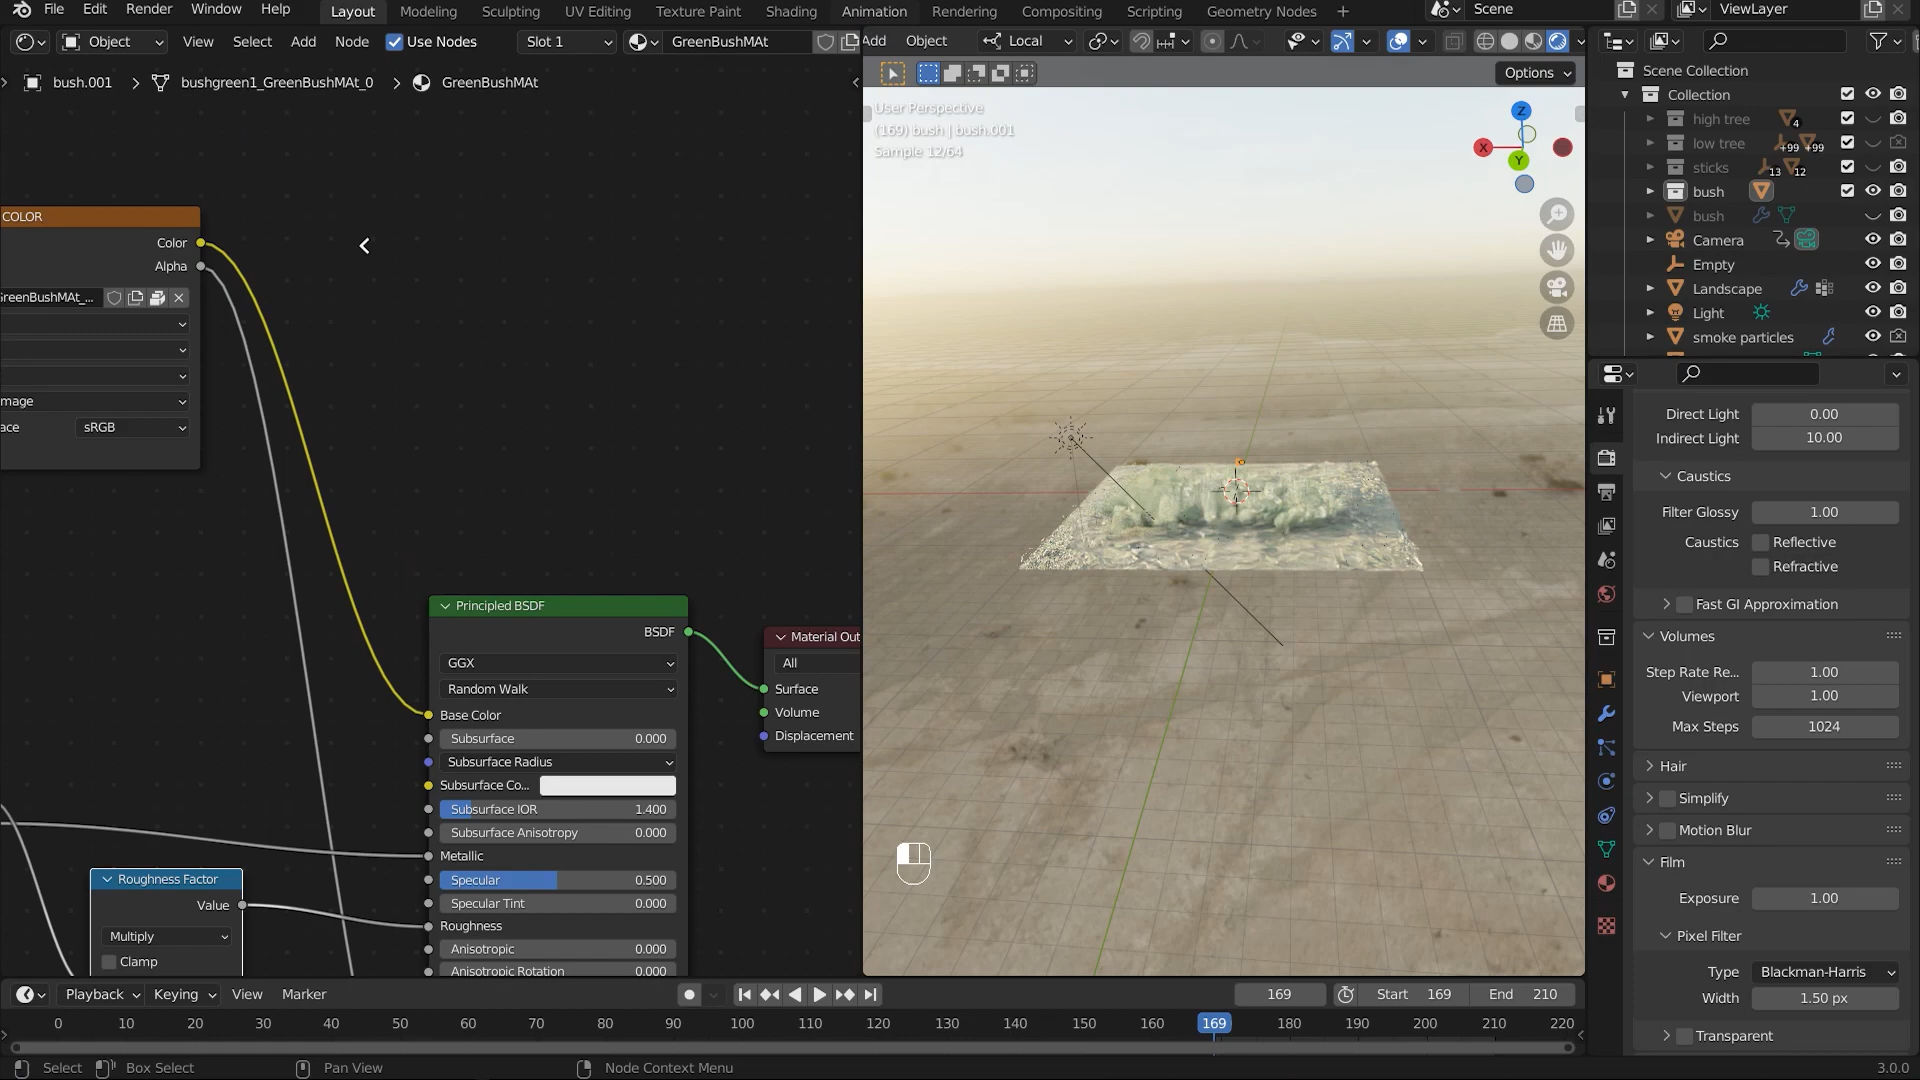 File Edit Render Window Help Layout Modeling Sculpting UV Editing Texture Paint Shading Animation Rendering Compositing Scripting Geometry Nodes + Scene ViewLayer
Object View Select Add Node Use Nodes Slot 1 GreenBushMAt Add Object Local
bush.001 bushgreen1_GreenBushMAt_0 GreenBushMAt Options
User Perspective
(169) bush | bush.001
Sample 12/64
Z
X
Y
COLOR
Color
Alpha
GreenBushMAt_...
mage
ace sRGB
Principled BSDF
BSDF
GGX
Random Walk
Base Color
Subsurface 0.000
Subsurface Radius
Subsurface Co...
Subsurface IOR 1.400
Subsurface Anisotropy 0.000
Metallic
Specular 0.500
Specular Tint 0.000
Roughness
Anisotropic 0.000
Anisotropic Rotation 0.000
Material Out
All
Surface
Volume
Displacement
Roughness Factor
Value
Multiply
Clamp
Scene Collection
Collection
high tree 4
low tree +99 +99
sticks 13 12
bush
bush
Camera
Empty
Landscape
Light
smoke particles
Direct Light 0.00
Indirect Light 10.00
Caustics
Filter Glossy 1.00
Caustics Reflective
Refractive
Fast GI Approximation
Volumes
Step Rate Re... 1.00
Viewport 1.00
Max Steps 1024
Hair
Simplify
Motion Blur
Film
Exposure 1.00
Pixel Filter
Type Blackman-Harris
Width 1.50 px
Transparent
Playback Keying View Marker 169 Start 169 End 210
0 10 20 30 40 50 60 70 80 90 100 110 120 130 140 150 160 169 180 190 200 210 220
Select Box Select Pan View Node Context Menu 3.0.0